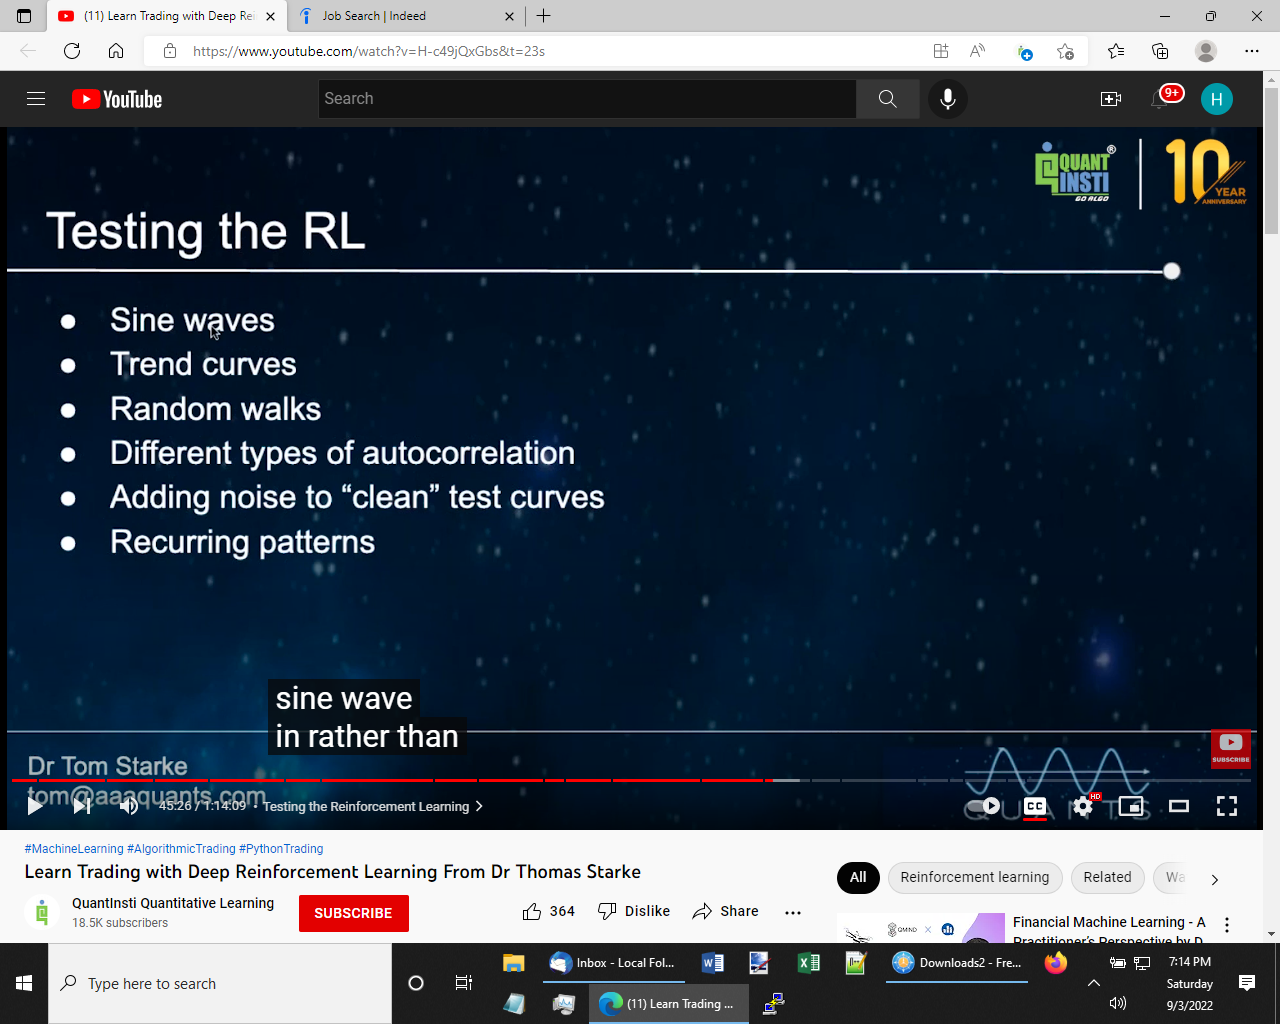 (11) Learn Trading with Deep Rei
Job Search | Indeed
https://www.youtube.com/watch?v=H-c49jQxGbs&t=23s
YouTube
Search
9+
H
QUANT
INSTI
GO ALGO
10 YEAR
ANNIVERSARY
Testing the RL
● Sine waves
● Trend curves
● Random walks
● Different types of autocorrelation
● Adding noise to “clean” test curves
● Recurring patterns
sine wave
in rather than
SUBSCRIBE
Dr Tom Starke
tom@aaaquants.com
45:26 / 1:14:09 • Testing the Reinforcement Learning
CC
HD
QUANTS
#MachineLearning #AlgorithmicTrading #PythonTrading
Learn Trading with Deep Reinforcement Learning From Dr Thomas Starke
QuantInsti Quantitative Learning
18.5K subscribers
SUBSCRIBE
364
Dislike
Share
All
Reinforcement learning
Related
Wa
QMIND
Financial Machine Learning - A
Practitioner's Perspective by D
Type here to search
Inbox - Local Fol...
Downloads2 - Fre...
(11) Learn Trading ...
7:14 PM
Saturday
9/3/2022